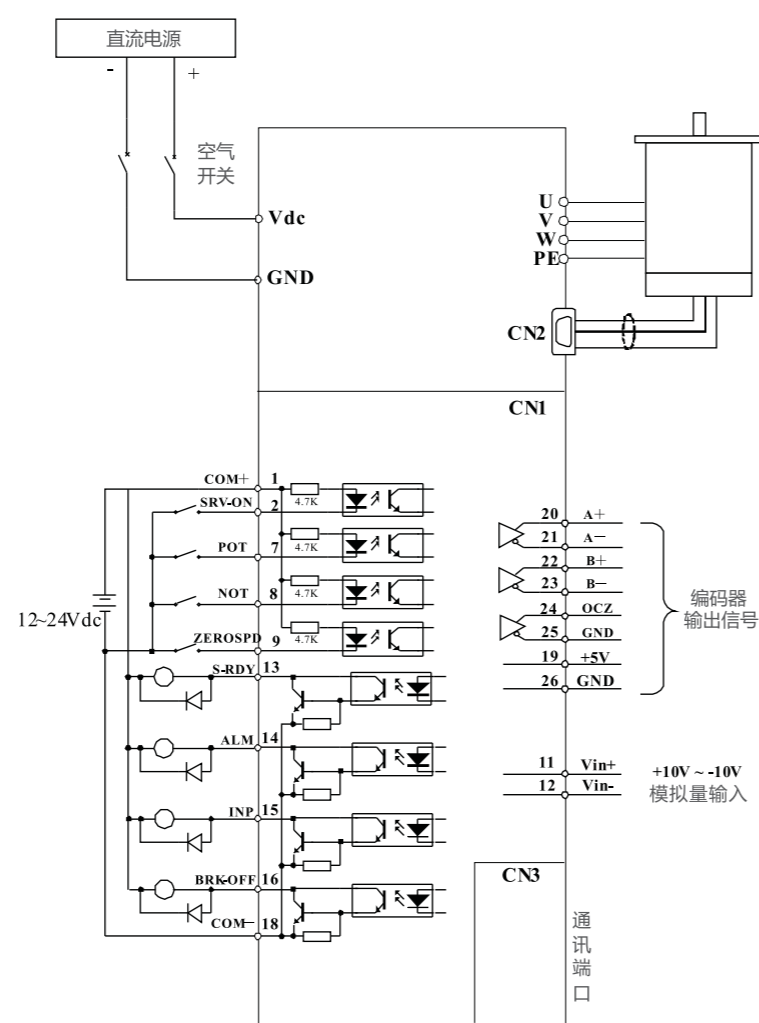 直流电源
-
+
空气
开关
Vdc
GND
U
V
W
PE
CN2
CN1
COM+ 1
SRV-ON 2
4.7K
POT 7
4.7K
NOT 8
4.7K
ZEROSPD 9
4.7K
12~24Vdc
S-RDY 13
ALM 14
INP 15
BRK-OFF 16
COM- 18
20 A+
21 A-
22 B+
23 B-
24 OCZ
25 GND
19 +5V
26 GND
编码器
输出信号
11 Vin+
12 Vin-
+10V ~ -10V
模拟量输入
CN3
通
讯
端
口